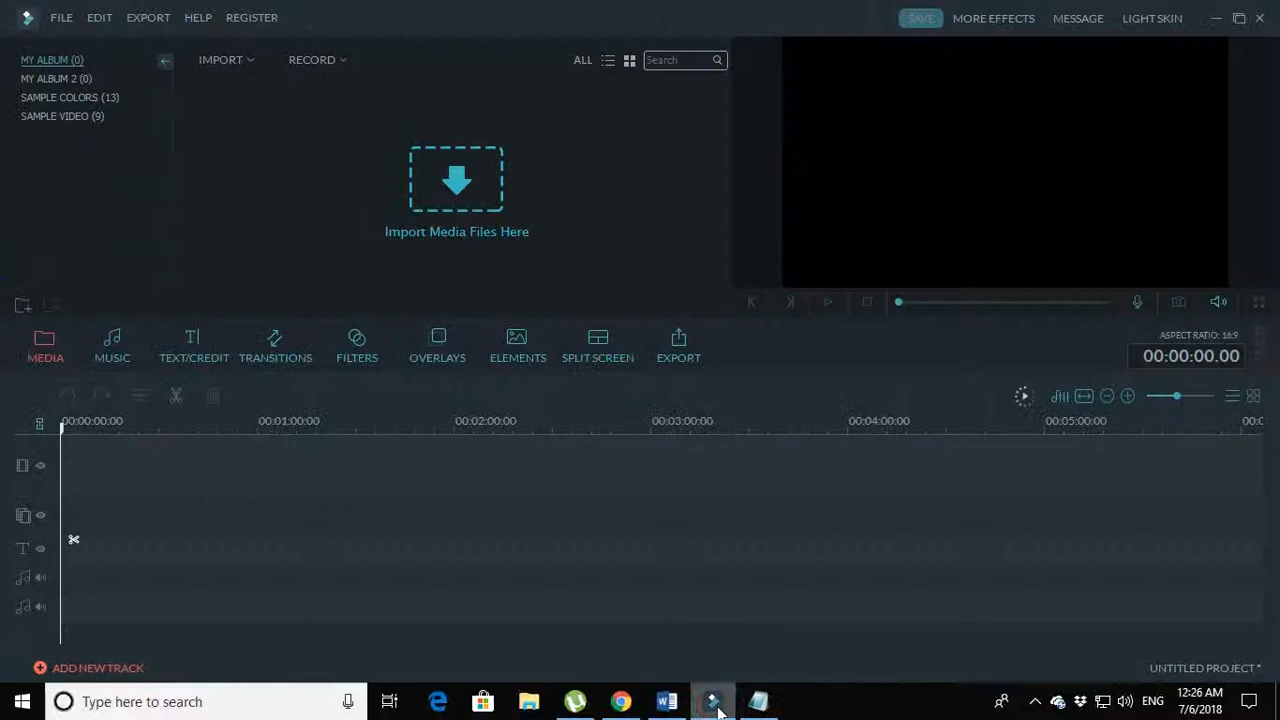 FILE EDIT EXPORT HELP REGISTER SAVE MORE EFFECTS MESSAGE LIGHT SKIN
MY ALBUM (0) IMPORT RECORD ALL Search
MY ALBUM 2 (0)
SAMPLE COLORS (13)
SAMPLE VIDEO (9)
Import Media Files Here
ASPECT RATIO: 16:9
MEDIA MUSIC TEXT/CREDIT TRANSITIONS FILTERS OVERLAYS ELEMENTS SPLIT SCREEN EXPORT 00:00:00.00
00:00:00:00 00:01:00:00 00:02:00:00 00:03:00:00 00:04:00:00 00:05:00:00
ADD NEW TRACK UNTITLED PROJECT *
Type here to search ENG 12:26 AM
7/6/2018